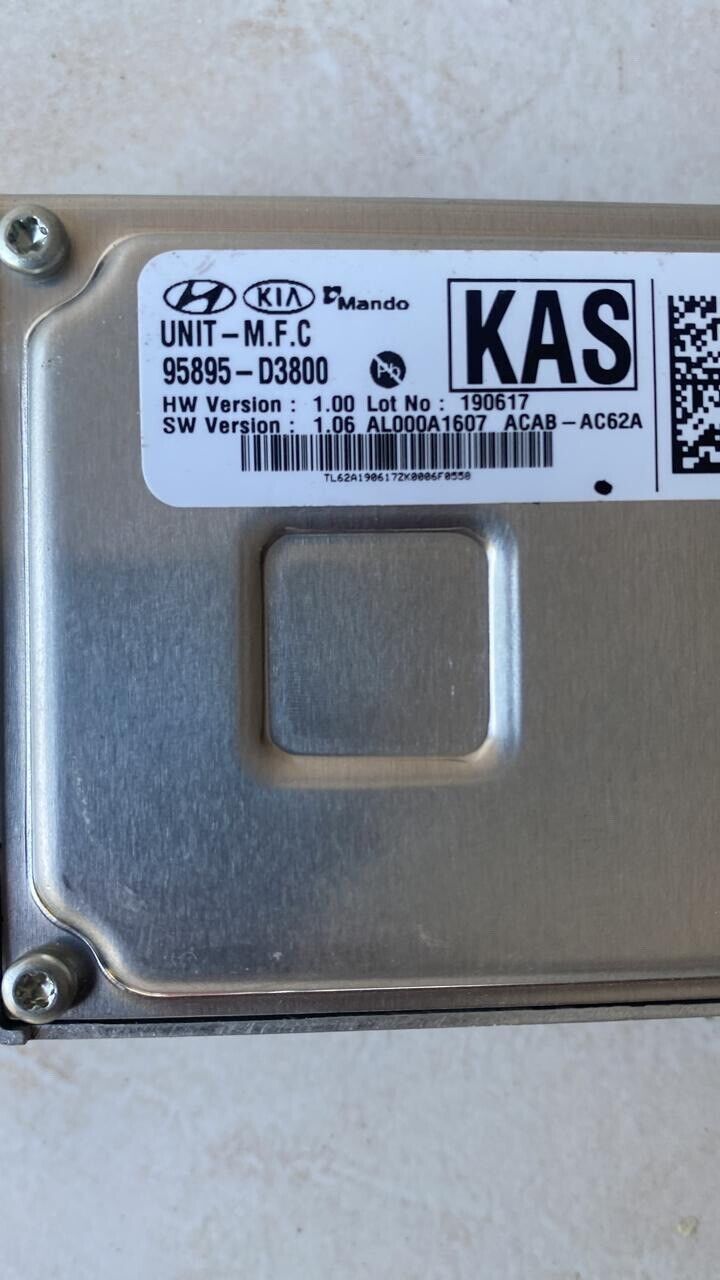 KIA Mando
UNIT-M.F.C
95895-D3800 Pb
KAS
HW Version : 1.00 Lot No : 190617
SW Version : 1.06 AL000A1607 ACAB-AC62A
TL62A190617ZK0006F0558